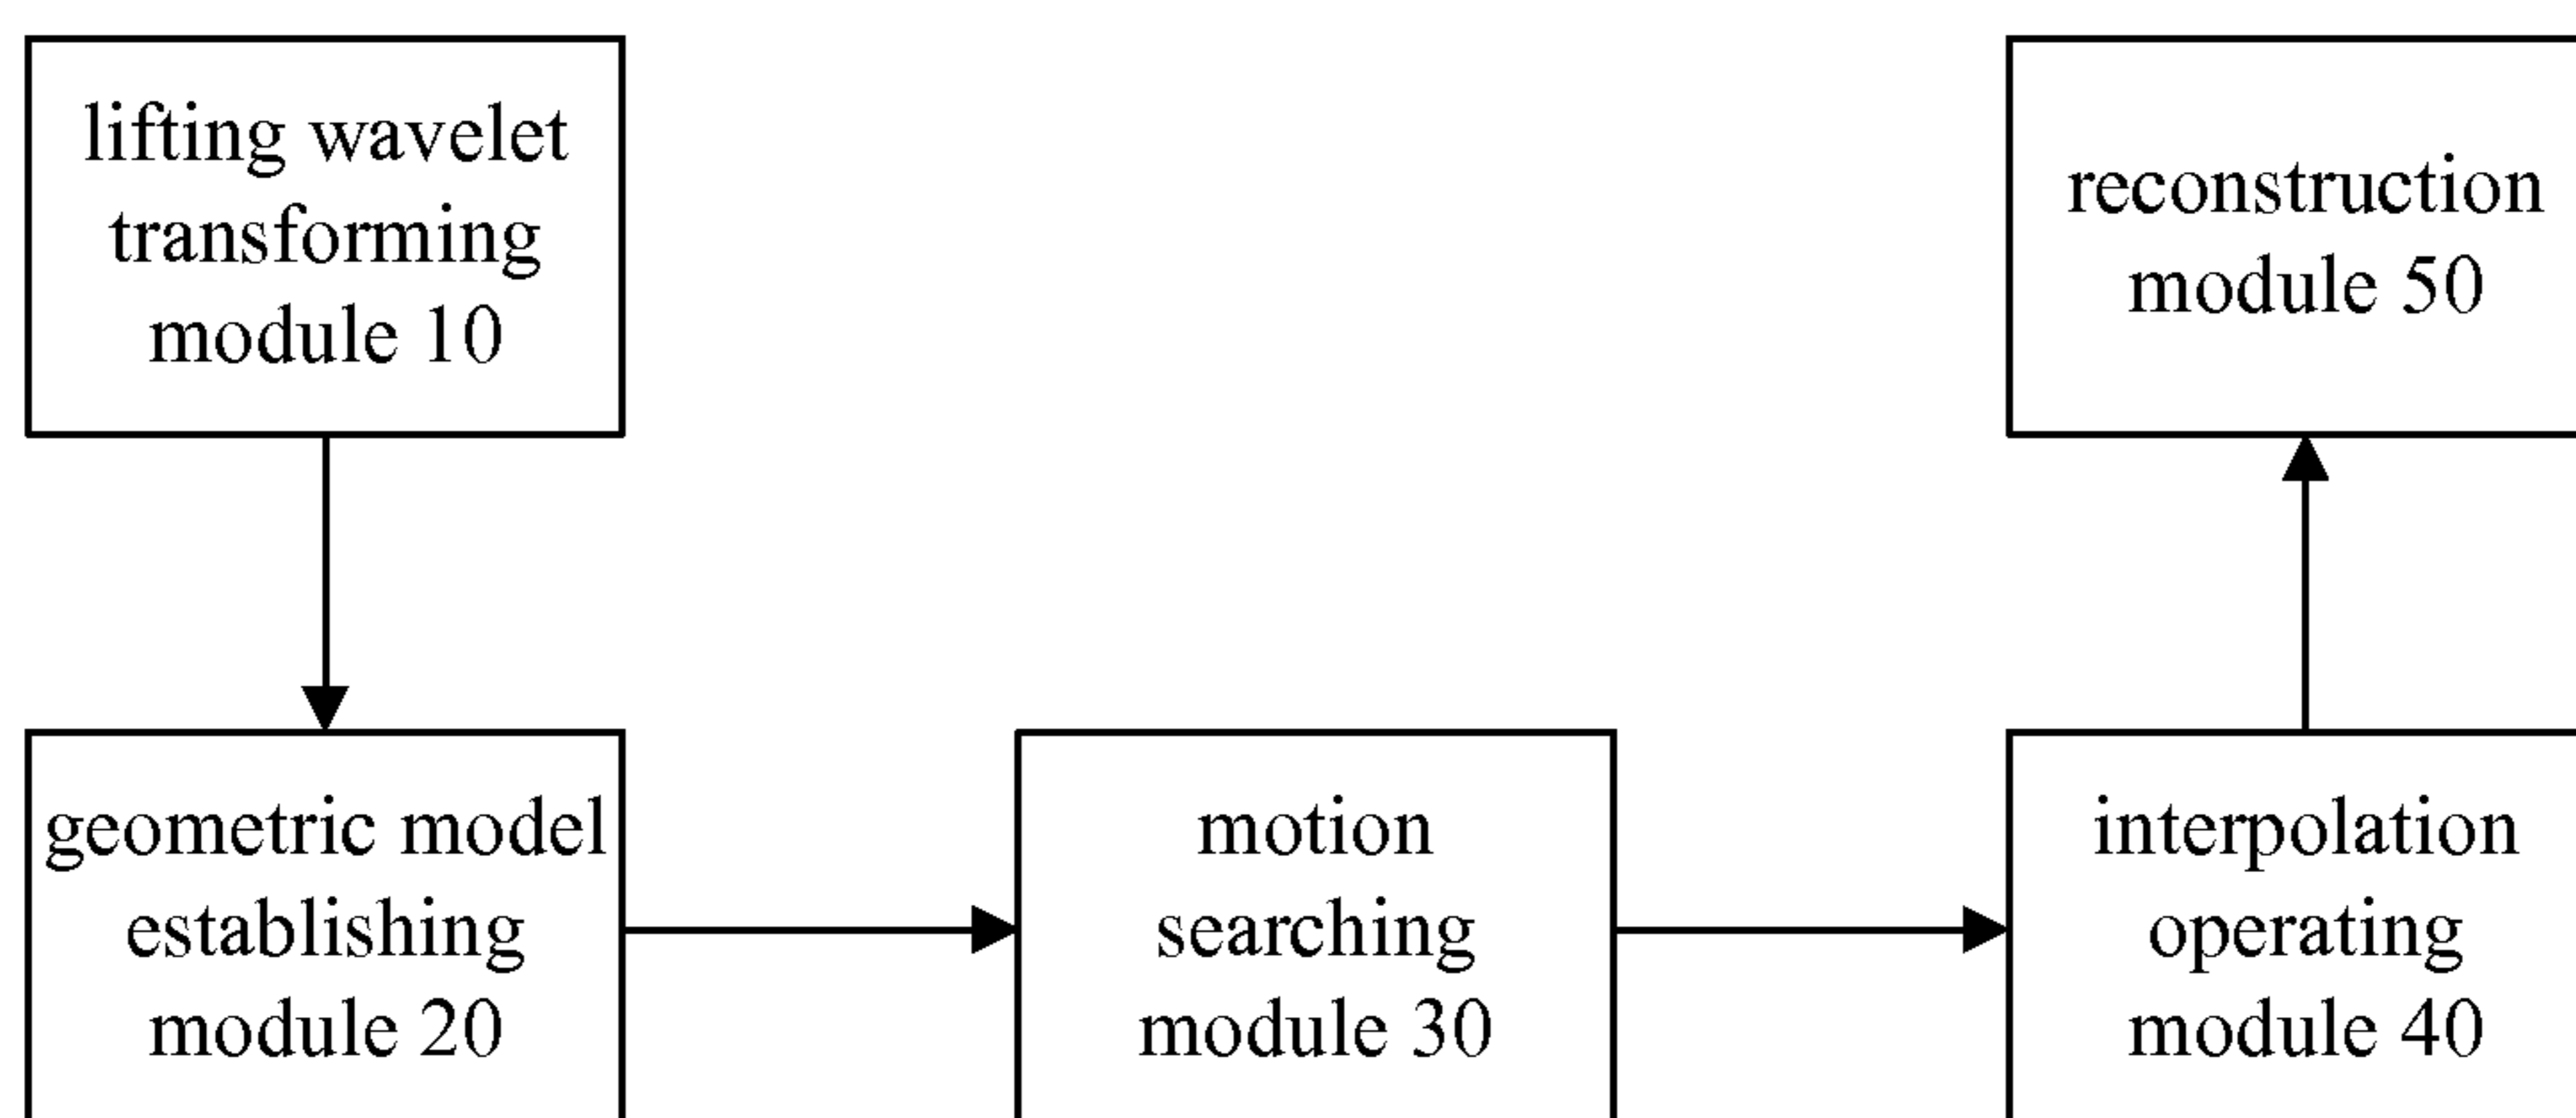 lifting wavelet
transforming
module 10
reconstruction
module 50
geometric model
establishing
module 20
motion
searching
module 30
interpolation
operating
module 40